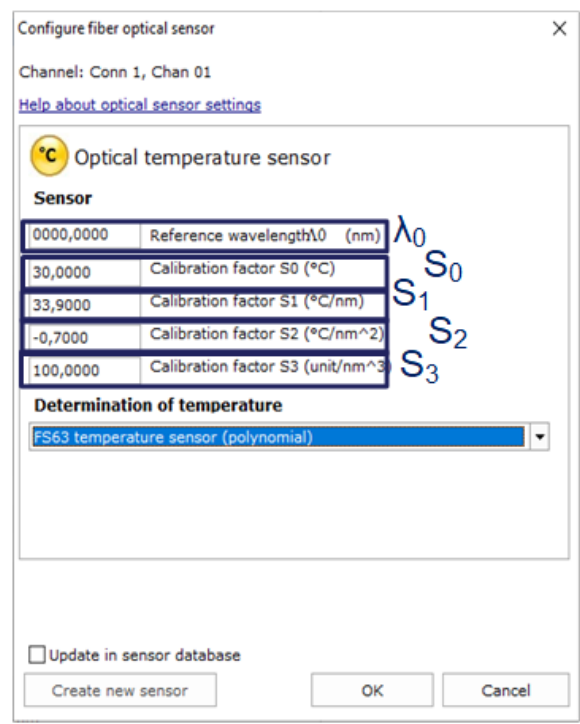 Configure fiber optical sensor
Channel: Conn 1, Chan 01
Help about optical sensor settings
°C Optical temperature sensor
Sensor
0000,0000 Reference wavelengthλ0 (nm) λ0
30,0000 Calibration factor S0 (°C) S0
33,9000 Calibration factor S1 (°C/nm) S1
-0,7000 Calibration factor S2 (°C/nm^2) S2
100,0000 Calibration factor S3 (unit/nm^3) S3
Determination of temperature
FS63 temperature sensor (polynomial)
Update in sensor database
Create new sensor OK Cancel